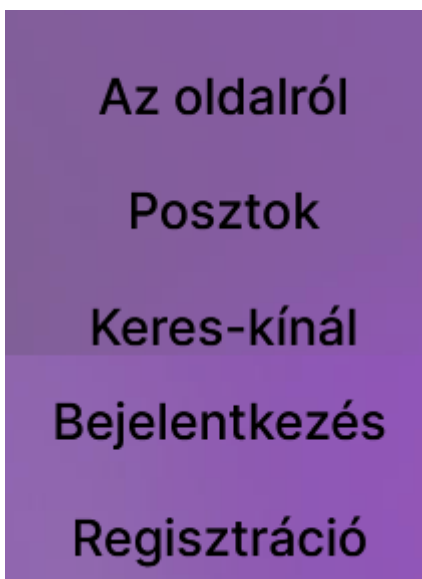 Az oldalról
Posztok
Keres-kínál
Bejelentkezés
Regisztráció